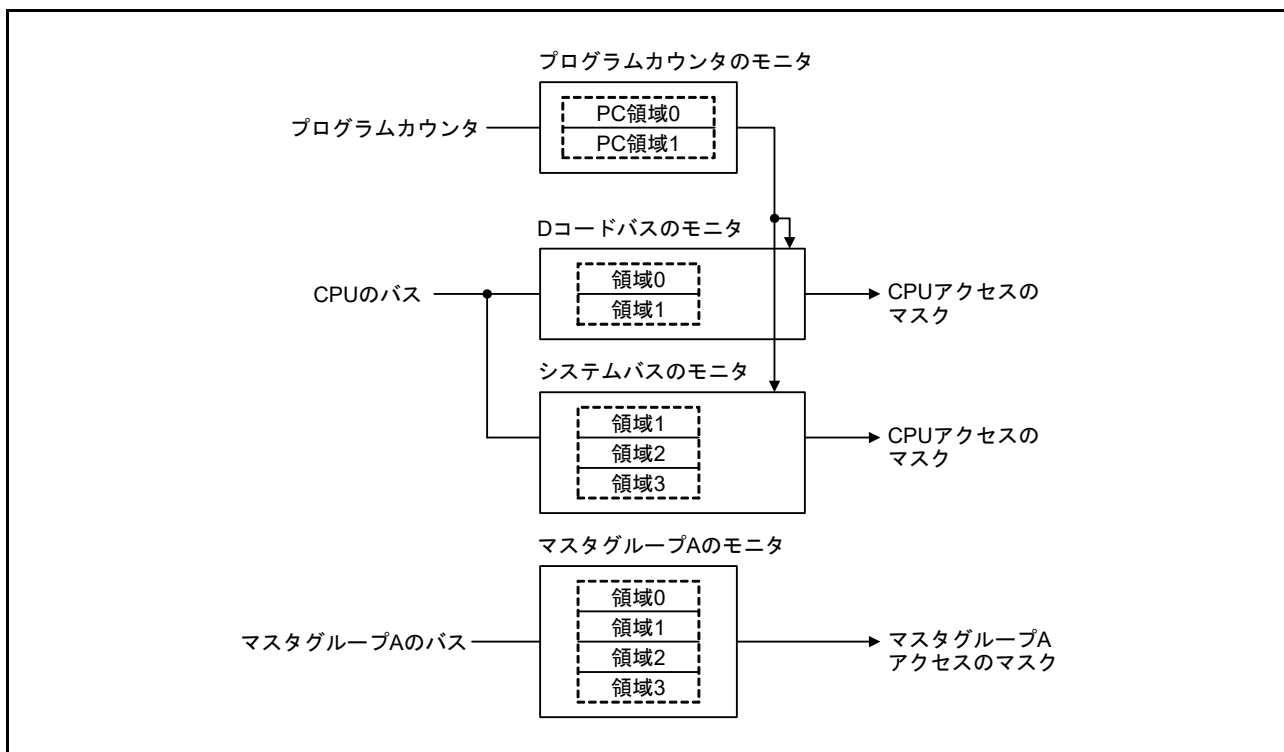 プログラムカウンタのモニタ
プログラムカウンタ
PC領域0
PC領域1
Dコードバスのモニタ
CPUのバス
領域0
領域1
CPUアクセスの
マスク
システムバスのモニタ
領域1
領域2
領域3
CPUアクセスの
マスク
マスタグループAのモニタ
マスタグループAのバス
領域0
領域1
領域2
領域3
マスタグループA
アクセスのマスク